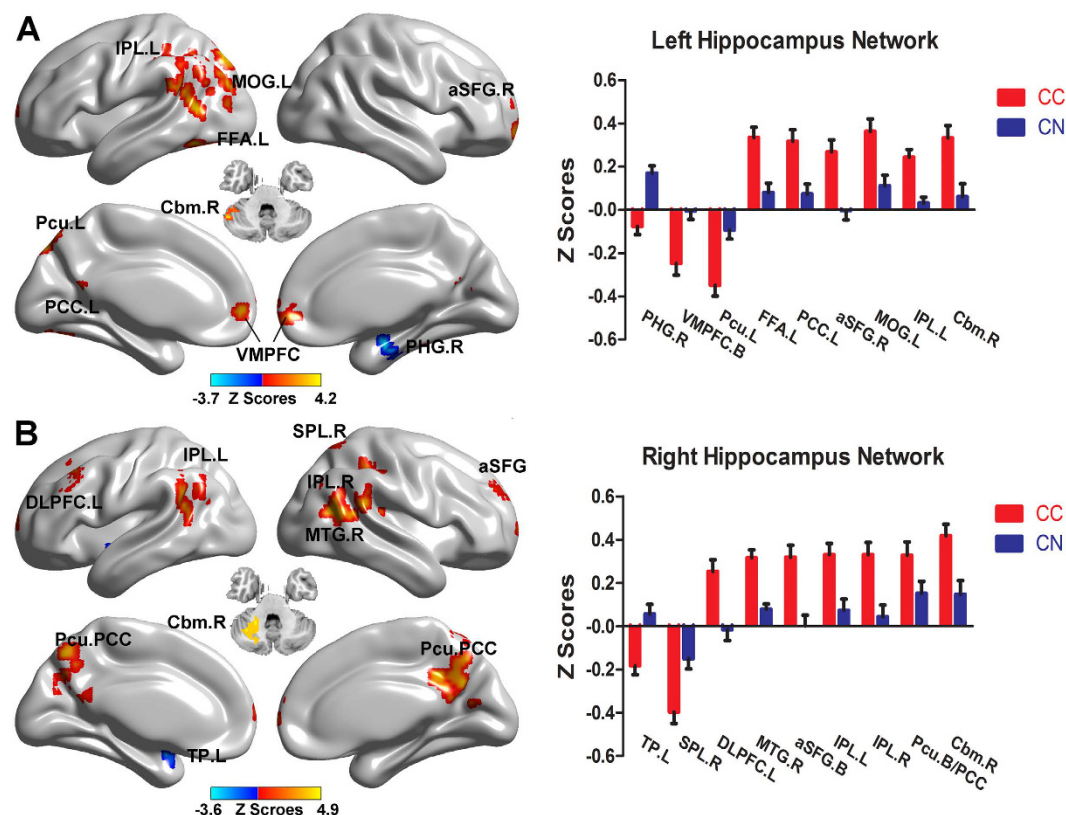 A
IPL.L
MOG.L
FFA.L
aSFG.R
Cbm.R
Pcu.L
PCC.L
VMPFC
PHG.R
-3.7 Z Scores 4.2
Left Hippocampus Network
Z Scores
0.6
0.4
0.2
-0.0
-0.2
-0.4
-0.6
CC
CN
PHG.R
VMPFC.B
Pcu.L
FFA.L
PCC.L
aSFG.R
MOG.L
IPL.L
Cbm.R
B
IPL.L
DLPFC.L
SPL.R
IPL.R
MTG.R
aSFG
Cbm.R
Pcu.PCC
Pcu.PCC
TP.L
-3.6 Z Scroes 4.9
Right Hippocampus Network
Z Scores
0.6
0.4
0.2
-0.0
-0.2
-0.4
-0.6
CC
CN
TP.L
SPL.R
DLPFC.L
MTG.R
aSFG.B
IPL.L
IPL.R
Pcu.B/PCC
Cbm.R